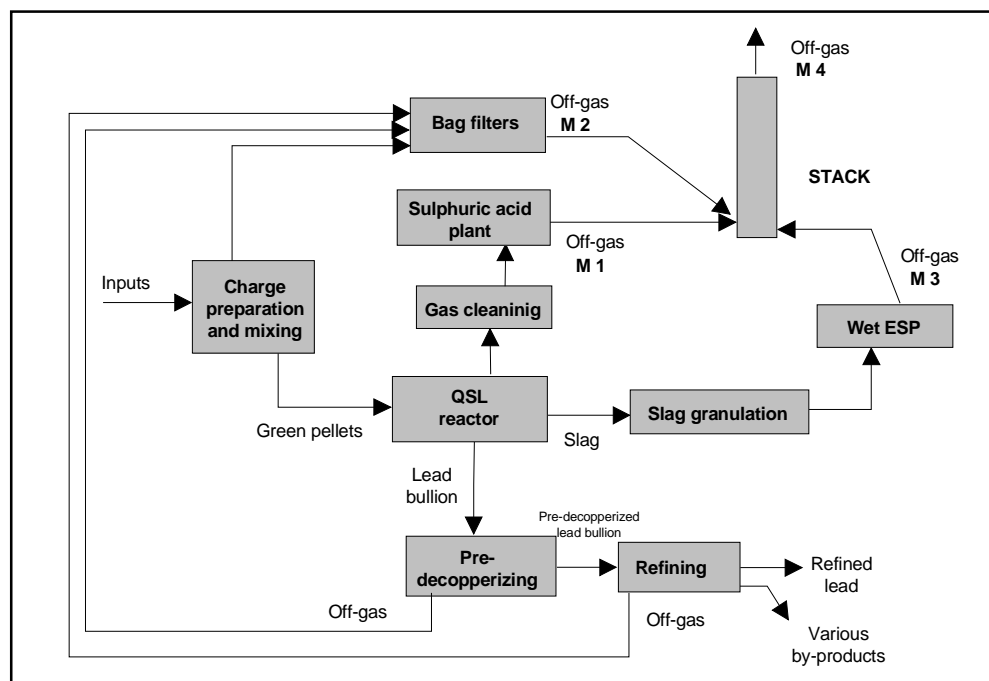 Off-gas
M 4
Off-gas
M 2
Bag filters
STACK
Sulphuric acid
plant
Off-gas
M 1
Off-gas
M 3
Inputs
Charge
preparation
and mixing
Gas cleaninig
Wet ESP
QSL
reactor
Slag granulation
Green pellets
Slag
Lead
bullion
Pre-decopperized
lead bullion
Pre-
decopperizing
Refining
Refined
lead
Off-gas
Off-gas
Various
by-products